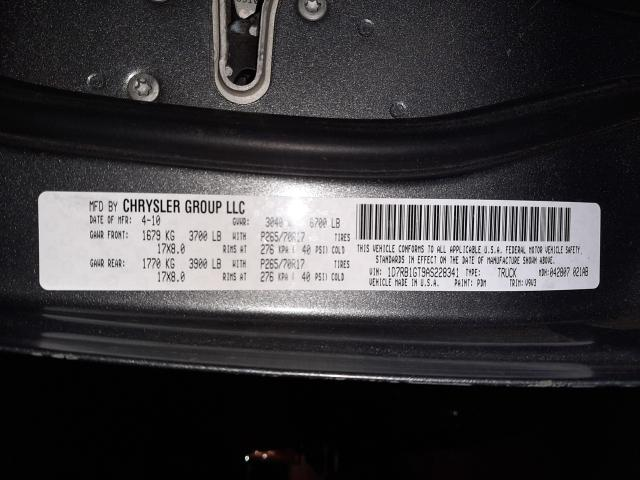 MFD BY CHRYSLER GROUP LLC
DATE OF MFR: 4-10 GVWR: 3040 6700 LB
GAWR FRONT: 1679 KG 3700 LB WITH P265/70R17 TIRES
17X8.0 RIMS AT 276 KPA ( 40 PSI) COLD
GAWR REAR: 1770 KG 3900 LB WITH P265/70R17 TIRES
17X8.0 RIMS AT 276 KPA ( 40 PSI) COLD
THIS VEHICLE CONFORMS TO ALL APPLICABLE U.S.A. FEDERAL MOTOR VEHICLE SAFETY,
STANDARDS IN EFFECT ON THE DATE OF MANUFACTURE SHOWN ABOVE.
VIN: 1D7RB1GT9AS228341 TYPE: TRUCK MDH: 042807 021AB
VEHICLE MADE IN U.S.A. PAINT: PDM TRIM: V9V3